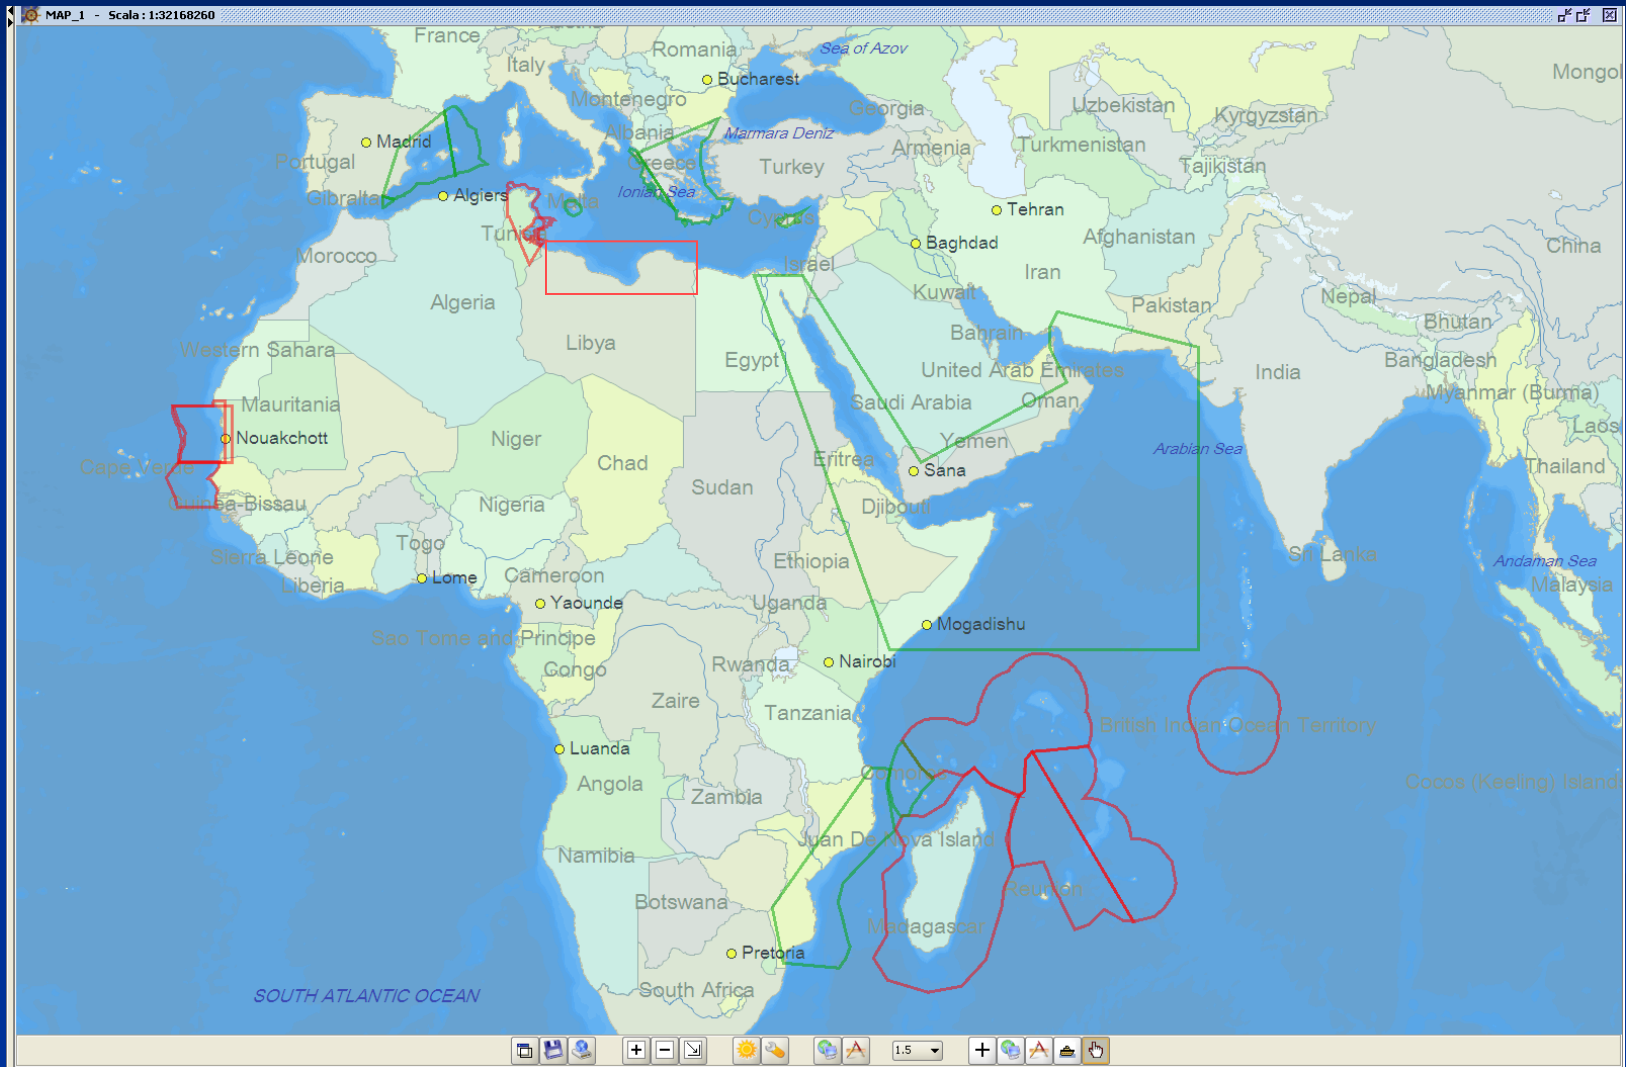 MAP_1 - Scala : 1:32168260
France
Romania
Sea of Azov
Italy
Mongol
Bucharest
Montenegro
Georgia
Uzbekistan
Kyrgyzstan
Madrid
Albania
Marmara Deniz
Armenia
Turkmenistan
Portugal
Greece
Turkey
Tajikistan
Gibraltar
Algiers
Malta
Ionian Sea
Cyprus
Tehran
Tunisia
Baghdad
Afghanistan
China
Morocco
Israel
Iran
Algeria
Kuwait
Pakistan
Nepal
Bhutan
Western Sahara
Libya
Egypt
Bahrain
Bangladesh
United Arab Emirates
India
Myanmar (Burma)
Mauritania
Saudi Arabia
Oman
Laos
Nouakchott
Niger
Yemen
Arabian Sea
Cape Verde
Chad
Eritrea
Sana
Thailand
Guinea-Bissau
Nigeria
Sudan
Djibouti
Togo
Sierra Leone
Ethiopia
Sri Lanka
Andaman Sea
Liberia
Lome
Cameroon
Malaysia
Yaounde
Uganda
Mogadishu
Sao Tome and Principe
Congo
Rwanda
Nairobi
Zaire
Tanzania
British Indian Ocean Territory
Luanda
Comoros
Angola
Zambia
Cocos (Keeling) Islands
Juan De Nova Island
Namibia
Reunion
Botswana
Madagascar
Pretoria
South Africa
SOUTH ATLANTIC OCEAN
1.5